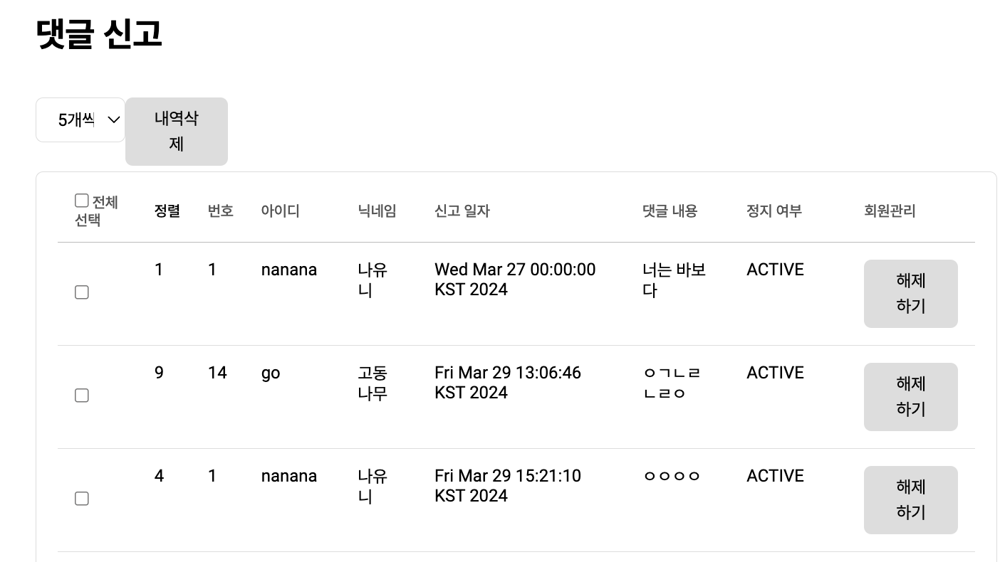 댓글 신고
5개씩
내역삭
제
전체
선택
정렬 번호 아이디 닉네임 신고 일자 댓글 내용 정지 여부 회원관리
1 1 nanana 나유 Wed Mar 27 00:00:00 너는 바보 ACTIVE 해제
니 KST 2024 다 하기
9 14 go 고동 Fri Mar 29 13:06:46 ㅇㄱㄴㄹ ACTIVE 해제
나무 KST 2024 ㄴㄹㅇ 하기
4 1 nanana 나유 Fri Mar 29 15:21:10 ㅇㅇㅇㅇ ACTIVE 해제
니 KST 2024 하기